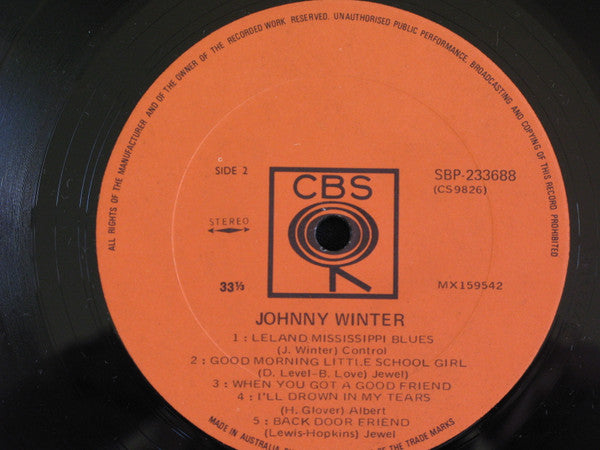 ALL RIGHTS OF THE MANUFACTURER AND OF THE OWNER OF THE RECORDED WORK RESERVED. UNAUTHORISED PUBLIC PERFORMANCE, BROADCASTING AND COPYING OF THIS RECORD PROHIBITED
SIDE 2
SBP-233688
(CS9826)
CBS
STEREO
33⅓
MX159542
JOHNNY WINTER
1 : LELAND MISSISSIPPI BLUES
(J. Winter) Control
2 : GOOD MORNING LITTLE SCHOOL GIRL
(D. Level-B. Love) Jewel
3 : WHEN YOU GOT A GOOD FRIEND
4 : I'LL DROWN IN MY TEARS
(H. Glover) Albert
5 : BACK DOOR FRIEND
(Lewis-Hopkins) Jewel
MADE IN AUSTRALIA OF THE TRADE MARKS